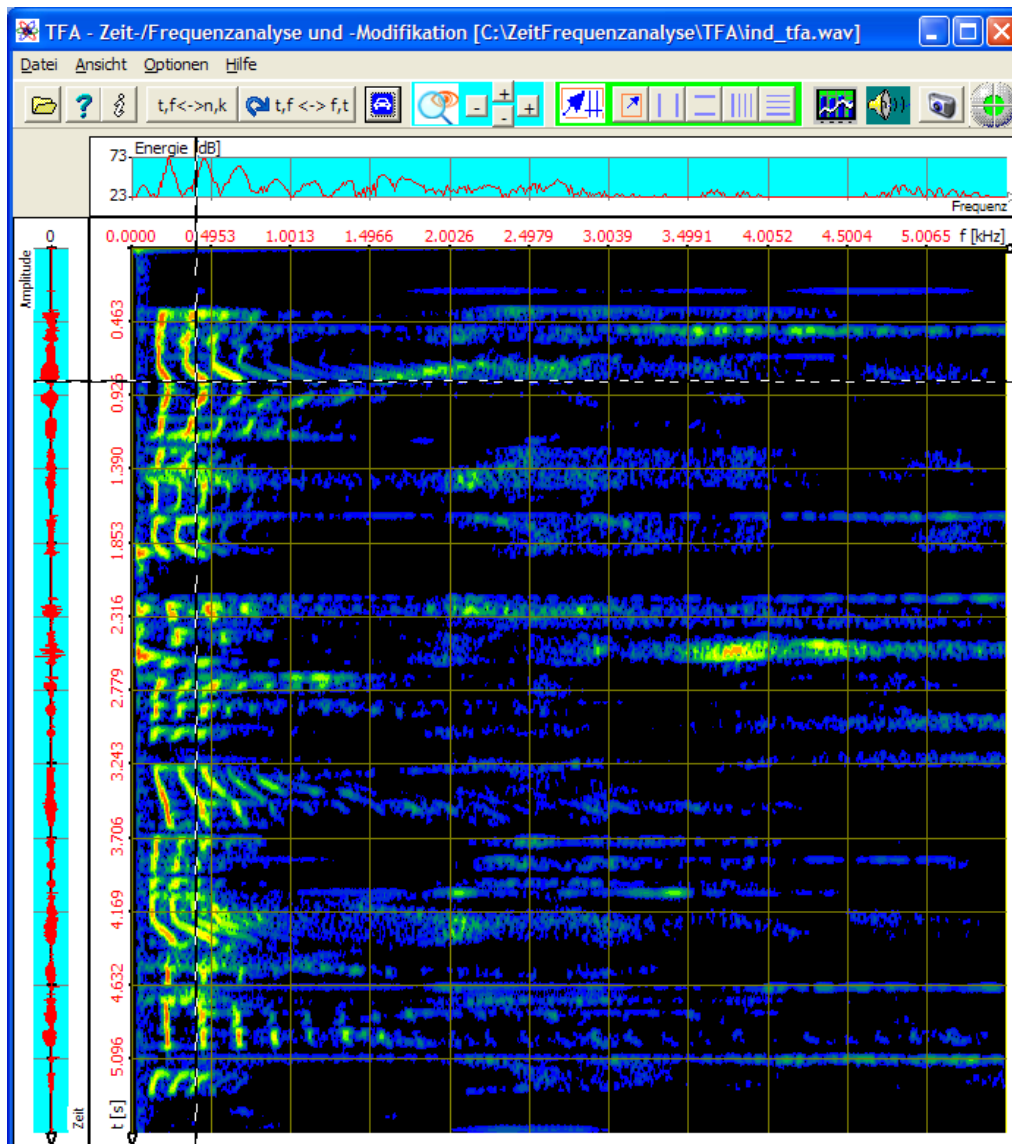 TFA - Zeit-/Frequenzanalyse und -Modifikation [C:\ZeitFrequenzanalyse\TFA\ind_tfa.wav]
Datei Ansicht Optionen Hilfe
? i t,f<->n,k t,f <-> f,t - + - +
73 Energie [dB]
23
Frequenz
0 0.0000 0.4953 1.0013 1.4966 2.0026 2.4979 3.0039 3.4991 4.0052 4.5004 5.0065 f [kHz]
Amplitude
0.463
0.926
1.390
1.853
2.316
2.779
3.243
3.706
4.169
4.632
5.096
Zeit
t [s]